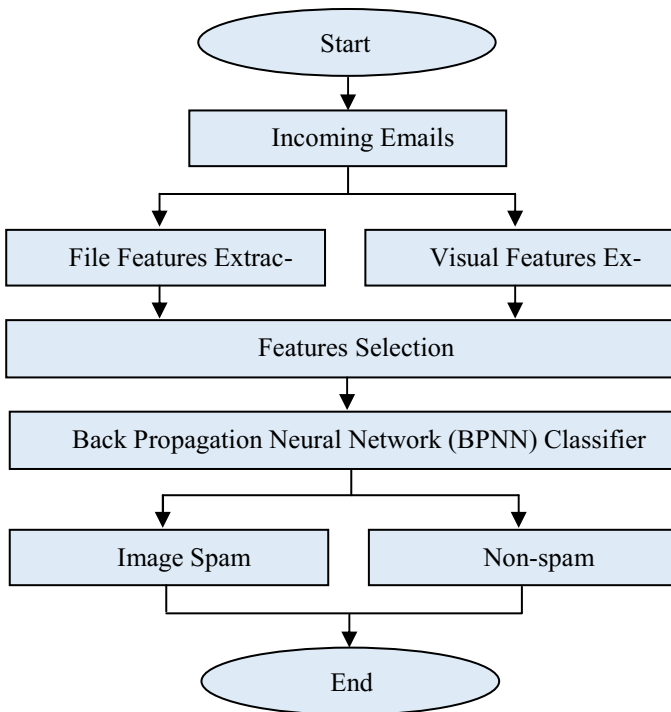 Start
Incoming Emails
File Features Extrac-
Visual Features Ex-
Features Selection
Back Propagation Neural Network (BPNN) Classifier
Image Spam
Non-spam
End